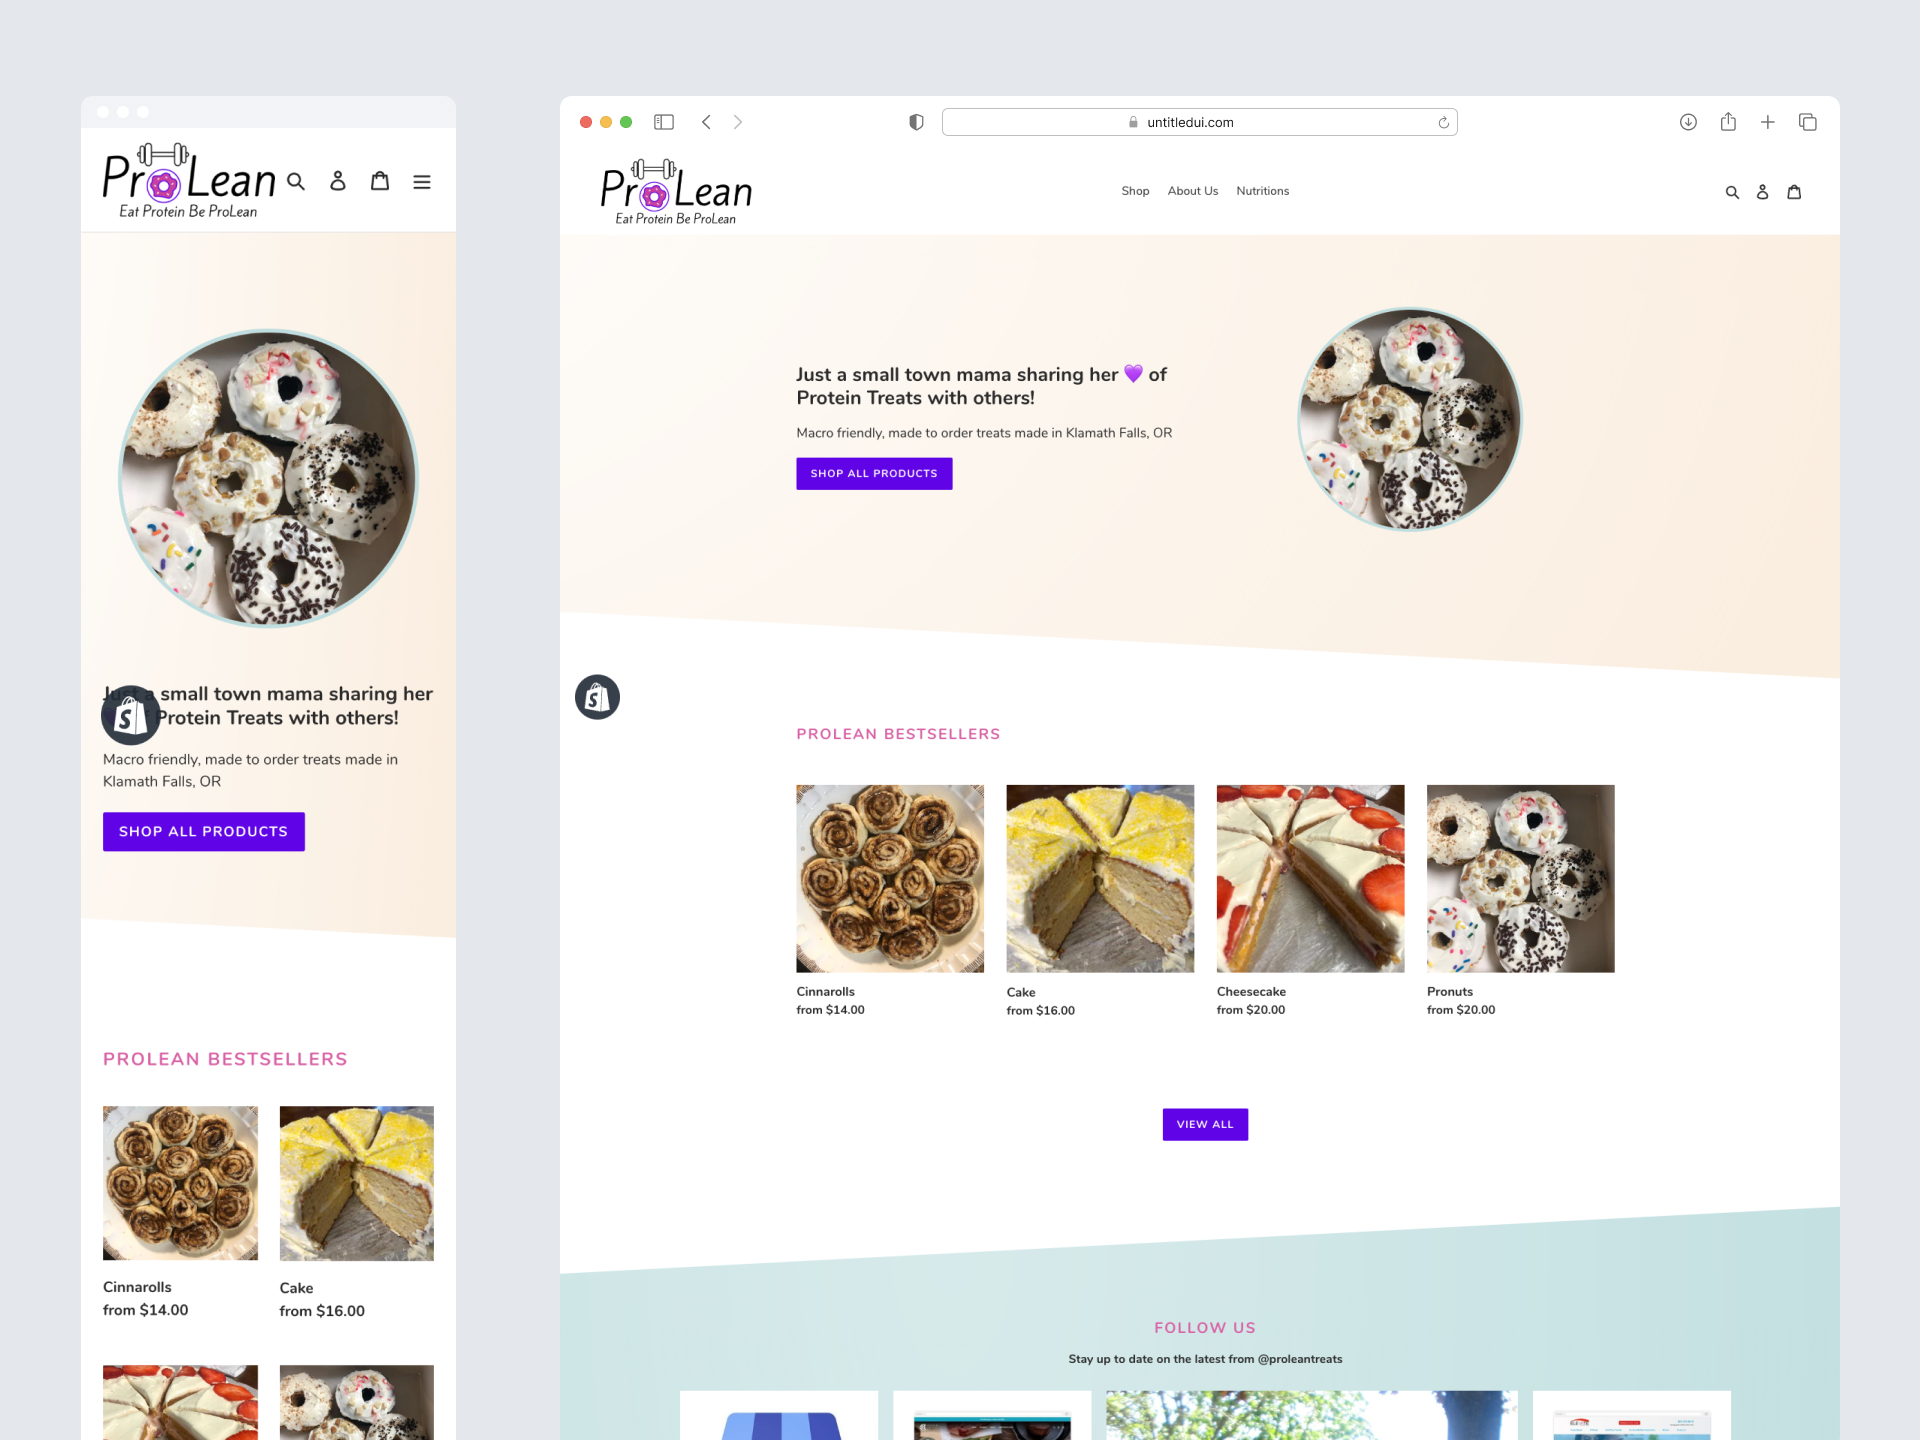 ProLean
Eat Protein Be ProLean
Just a small town mama sharing her
Protein Treats with others!
Macro friendly, made to order treats made in
Klamath Falls, OR
SHOP ALL PRODUCTS
PROLEAN BESTSELLERS
Cinnarolls
from $14.00
Cake
from $16.00
untitledui.com
ProLean
Eat Protein Be ProLean
Shop
About Us
Nutritions
Just a small town mama sharing her 💜 of
Protein Treats with others!
Macro friendly, made to order treats made in Klamath Falls, OR
SHOP ALL PRODUCTS
PROLEAN BESTSELLERS
Cinnarolls
from $14.00
Cake
from $16.00
Cheesecake
from $20.00
Pronuts
from $20.00
VIEW ALL
FOLLOW US
Stay up to date on the latest from @proleantreats